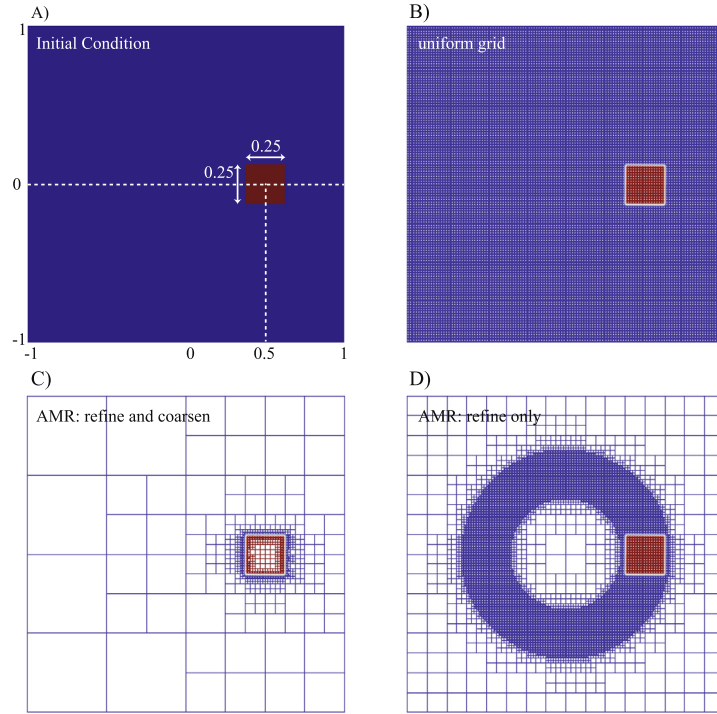 A)
Initial Condition
0.25
0.25
1
0
-1
-1
0
0.5
1
B)
uniform grid
C)
AMR: refine and coarsen
D)
AMR: refine only